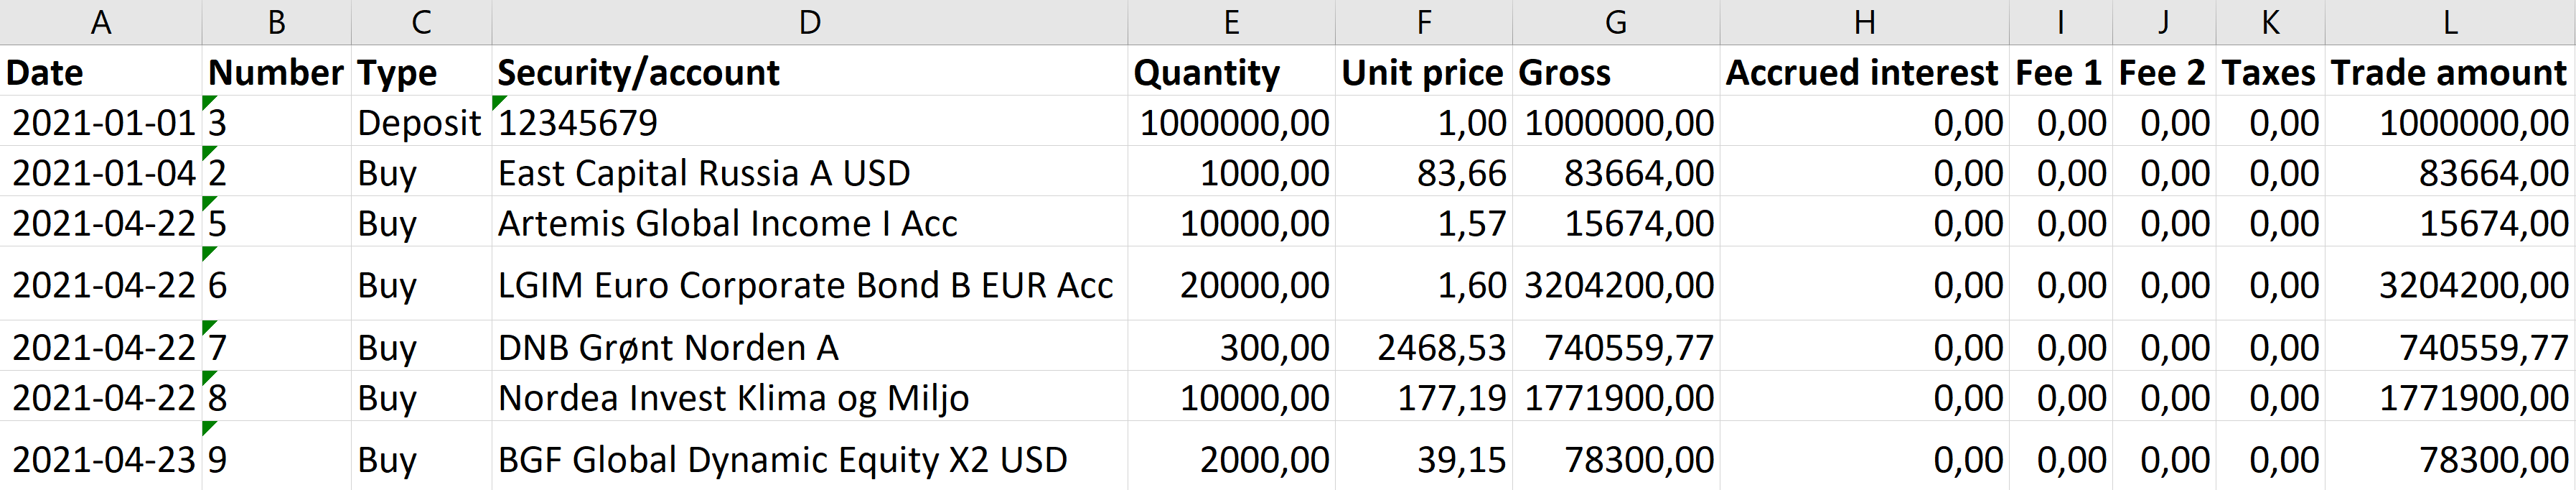 A B C D E F G H I J K L
Date Number Type Security/account Quantity Unit price Gross Accrued interest Fee 1 Fee 2 Taxes Trade amount
2021-01-01 3 Deposit 12345679 1000000,00 1,00 1000000,00 0,00 0,00 0,00 0,00 1000000,00
2021-01-04 2 Buy East Capital Russia A USD 1000,00 83,66 83664,00 0,00 0,00 0,00 0,00 83664,00
2021-04-22 5 Buy Artemis Global Income I Acc 10000,00 1,57 15674,00 0,00 0,00 0,00 0,00 15674,00
2021-04-22 6 Buy LGIM Euro Corporate Bond B EUR Acc 20000,00 1,60 3204200,00 0,00 0,00 0,00 0,00 3204200,00
2021-04-22 7 Buy DNB Grønt Norden A 300,00 2468,53 740559,77 0,00 0,00 0,00 0,00 740559,77
2021-04-22 8 Buy Nordea Invest Klima og Miljo 10000,00 177,19 1771900,00 0,00 0,00 0,00 0,00 1771900,00
2021-04-23 9 Buy BGF Global Dynamic Equity X2 USD 2000,00 39,15 78300,00 0,00 0,00 0,00 0,00 78300,00